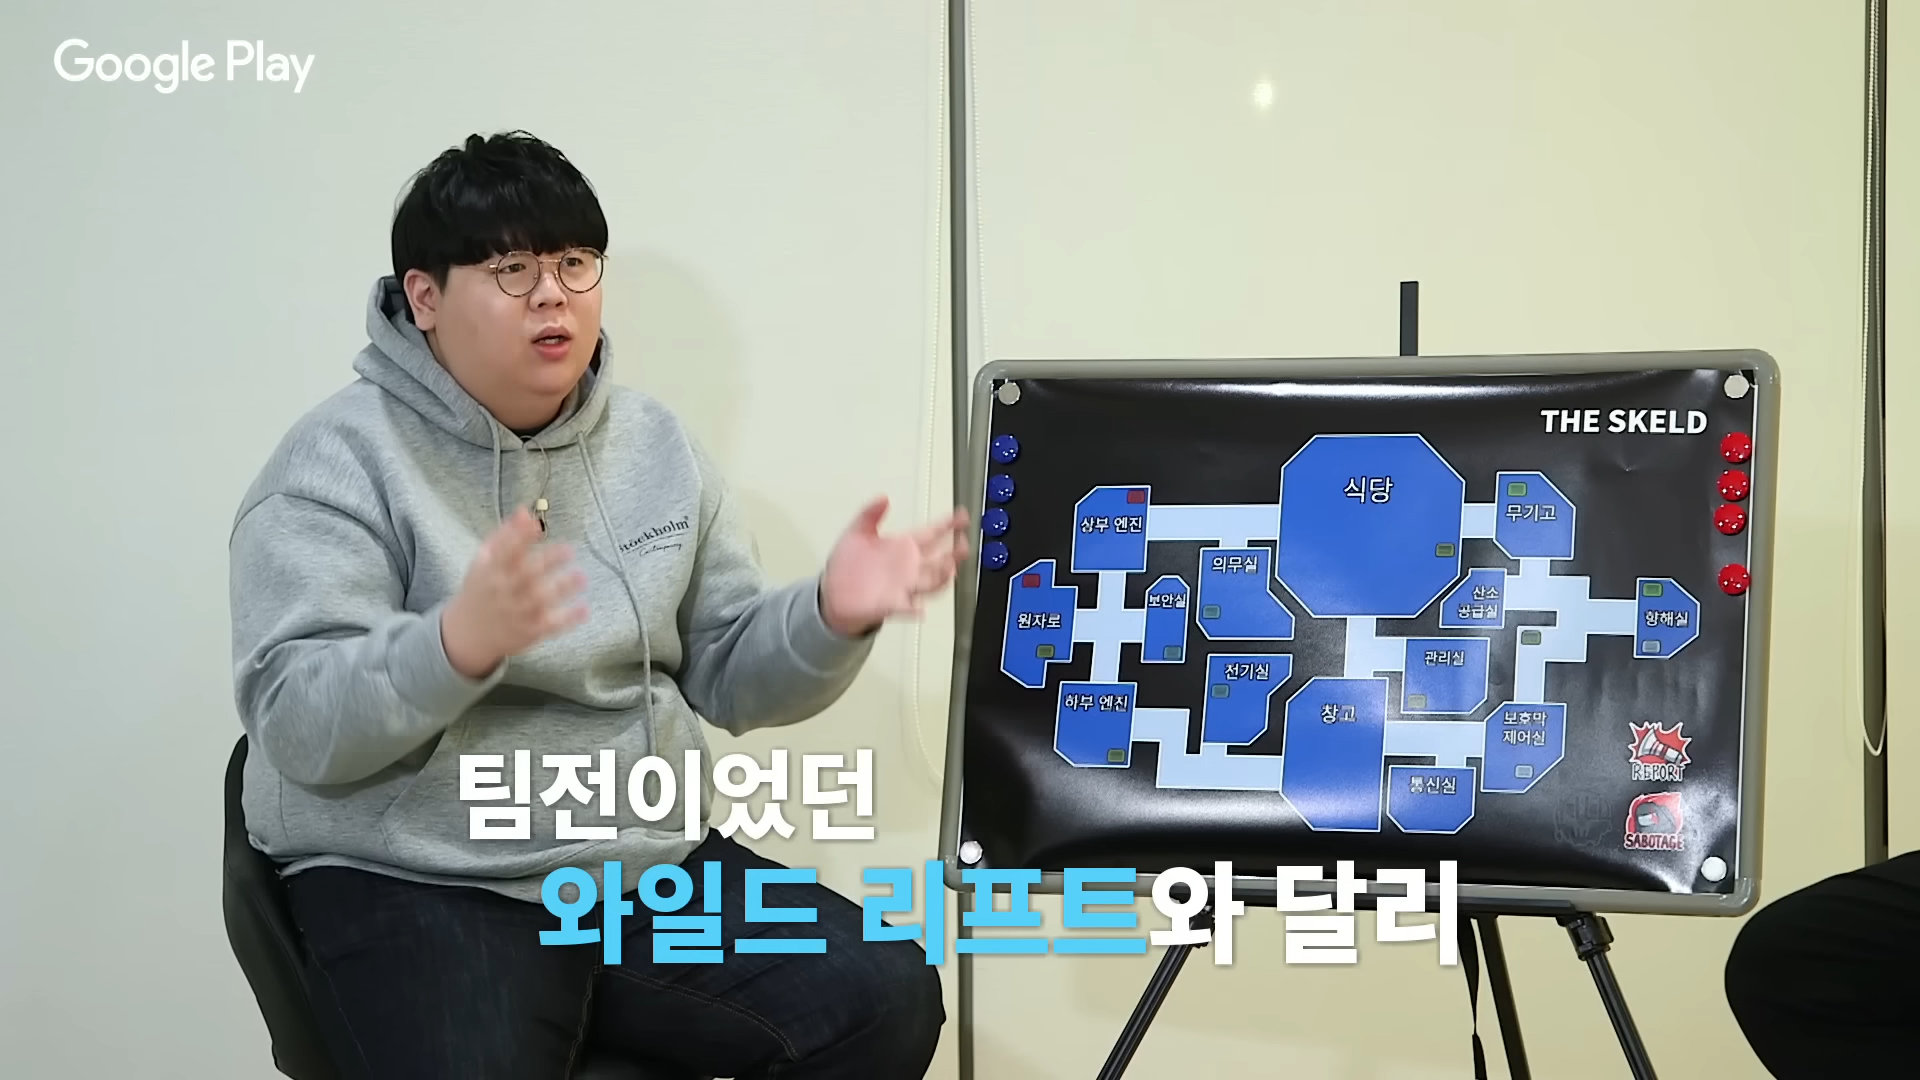 Google Play
THE SKELD
식당
무기고
상부 엔진
의무실
보안실
산소
공급실
원자로
항해실
관리실
전기실
하부 엔진
창고
보호막
제어실
통신실
REPORT
SABOTAGE
stockholm
팀전이었던
와일드 리프트와 달리